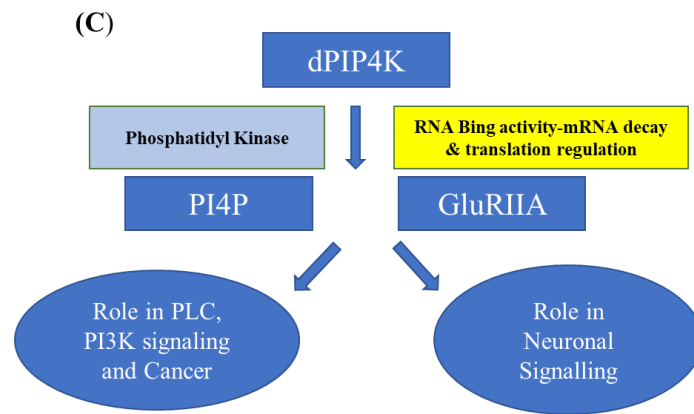 (C)
dPIP4K
Phosphatidyl Kinase
RNA Bing activity-mRNA decay
& translation regulation
PI4P
GluRIIA
Role in PLC,
PI3K signaling
and Cancer
Role in
Neuronal
Signalling